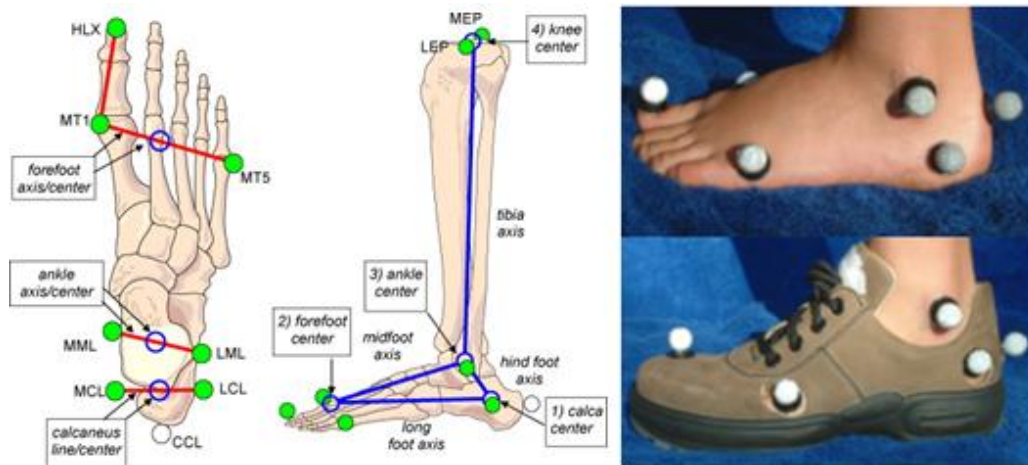 HLX
MT1
forefoot
axis/center
MT5
ankle
axis/center
MML
LML
MCL
LCL
calcaneus
line/center
CCL
MEP
LEP
4) knee
center
tibia
axis
3) ankle
center
2) forefoot
center
midfoot
axis
hind foot
axis
long
foot axis
1) calca
center